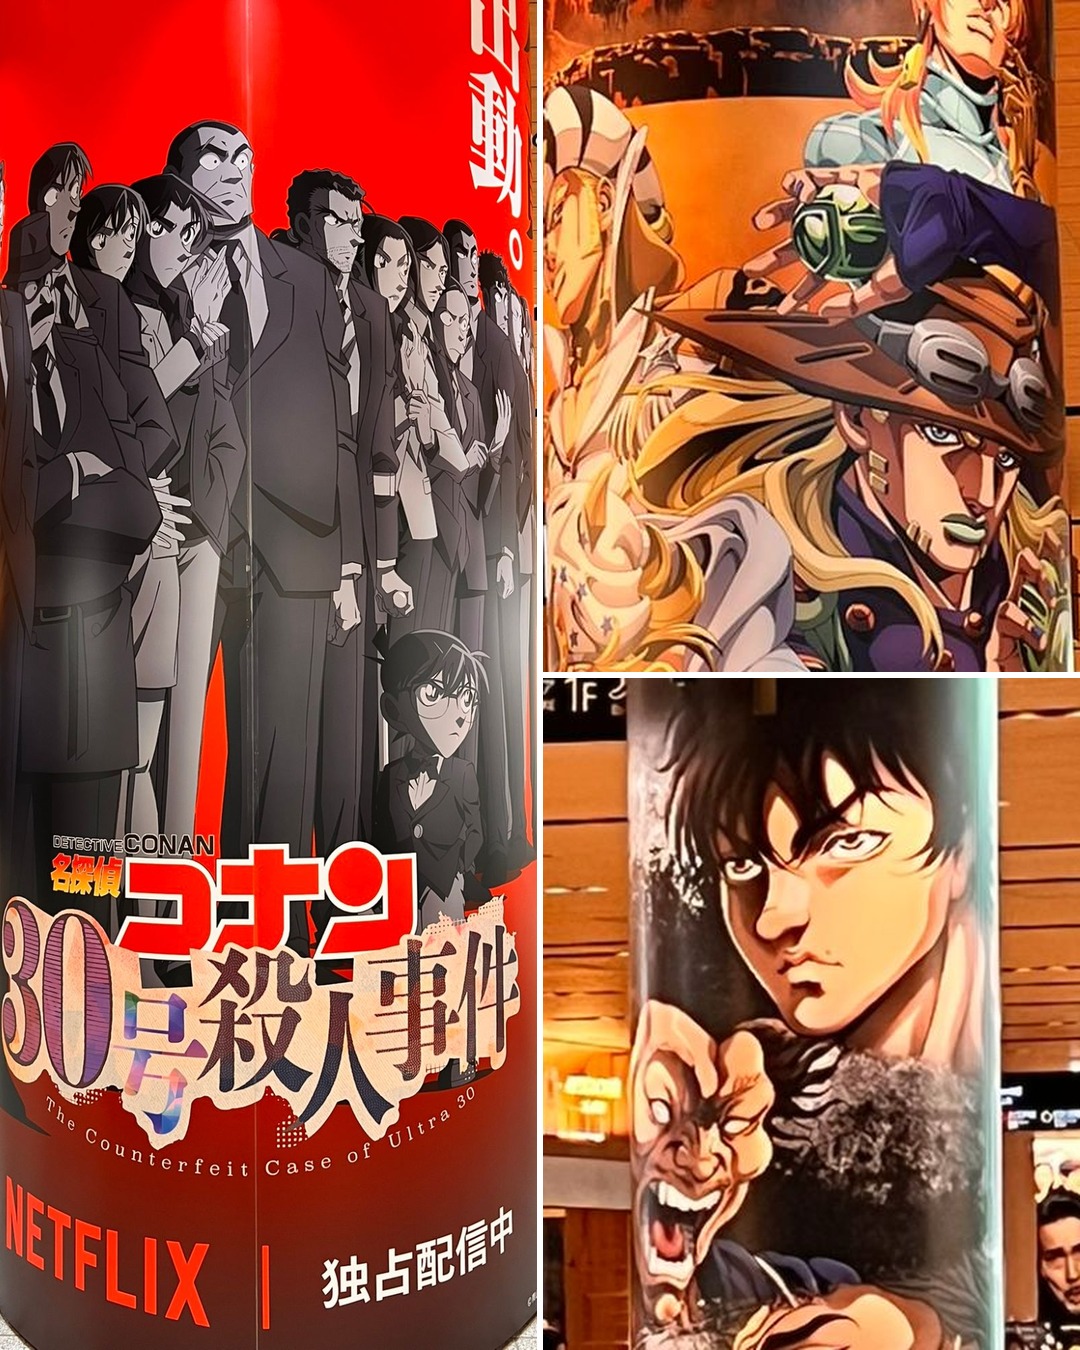 出動。
DETECTIVE CONAN
名探偵
コナン
30号殺人事件
The Counterfeit Case of Ultra 30
NETFLIX | 独占配信中
1F